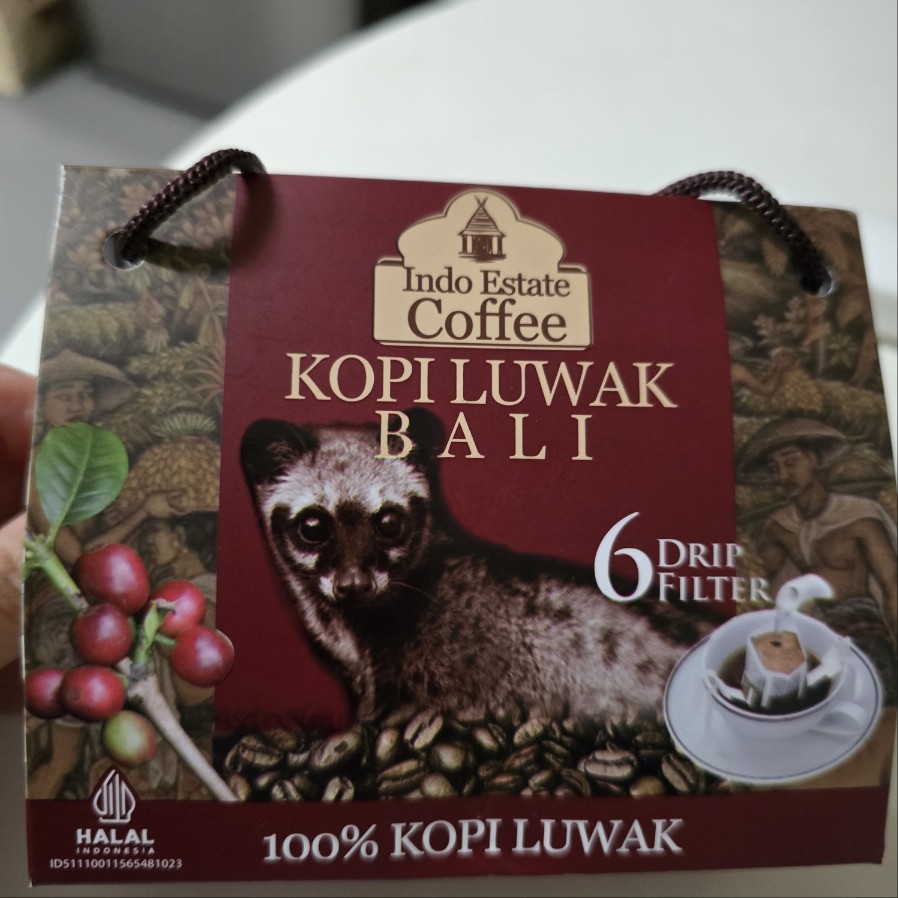 Indo Estate
Coffee
KOPI LUWAK
BALI
6 DRIP
FILTER
HALAL
INDONESIA
ID51110011565481023
100% KOPI LUWAK